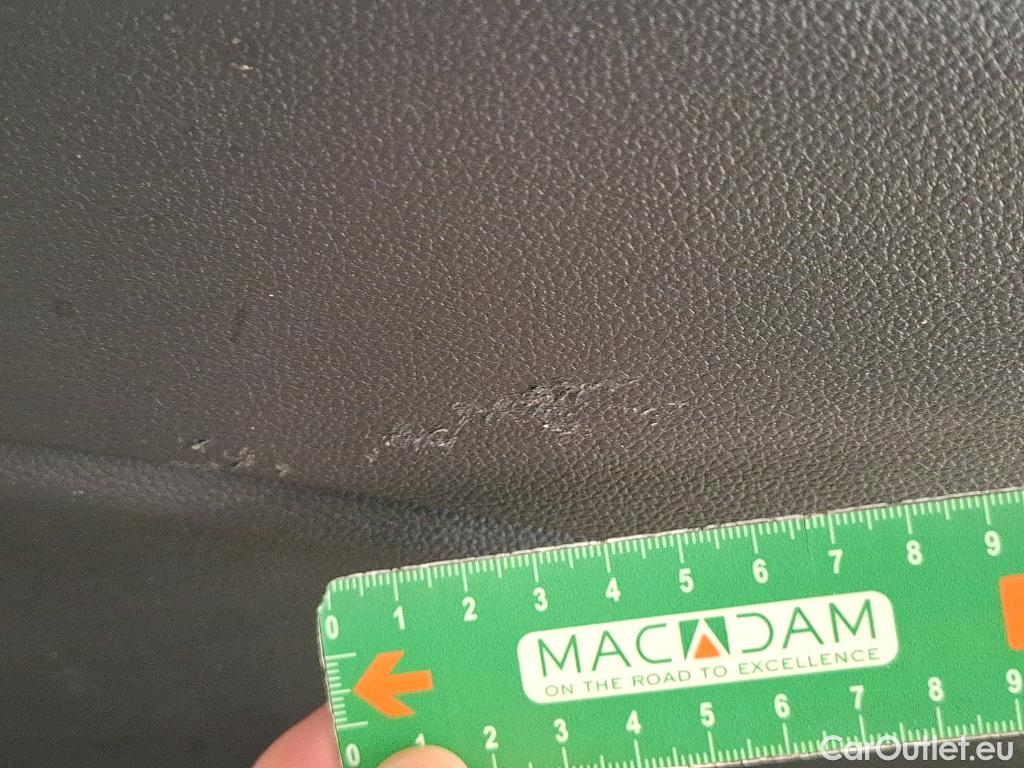 0 1 2 3 4 5 6 7 8 9
MACADAM
ON THE ROAD TO EXCELLENCE
0 1 2 3 4 5 6 7 8 9
CarOutlet.eu